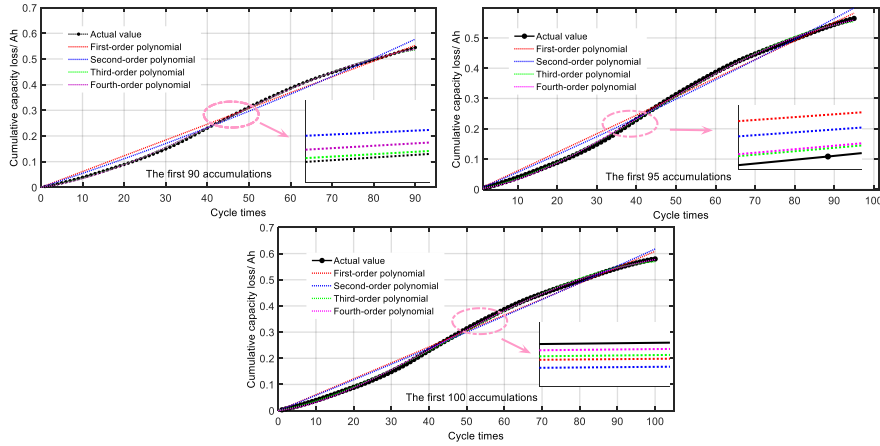 0.7
0.6
0.5
0.4
0.3
0.2
0.1
0
Cumulative capacity loss/ Ah
Actual value
First-order polynomial
Second-order polynomial
Third-order polynomial
Fourth-order polynomial
The first 90 accumulations
0 10 20 30 40 50 60 70 80 90
Cycle times
0.5
0.4
0.3
0.2
0.1
0
Cumulative capacity loss/ Ah
Actual value
First-order polynomial
Second-order polynomial
Third-order polynomial
Fourth-order polynomial
The first 95 accumulations
10 20 30 40 50 60 70 80 90 100
Cycle times
0.7
0.6
0.5
0.4
0.3
0.2
0.1
0
Cumulative capacity loss/ Ah
Actual value
First-order polynomial
Second-order polynomial
Third-order polynomial
Fourth-order polynomial
The first 100 accumulations
0 10 20 30 40 50 60 70 80 90 100
Cycle times